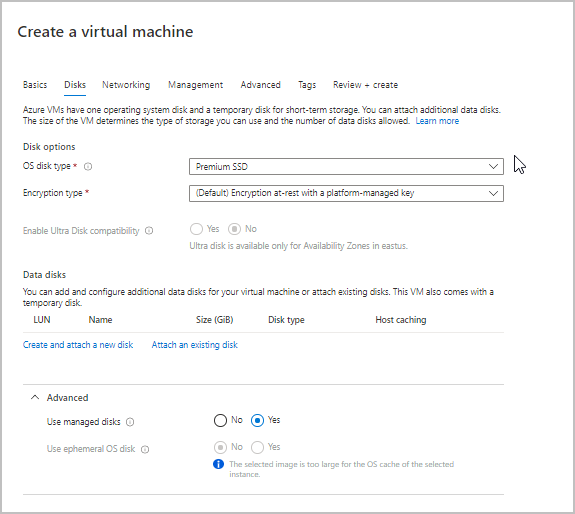 Create a virtual machine
Basics Disks Networking Management Advanced Tags Review + create
Azure VMs have one operating system disk and a temporary disk for short-term storage. You can attach additional data disks.
The size of the VM determines the type of storage you can use and the number of data disks allowed. Learn more
Disk options
OS disk type * Premium SSD
Encryption type * (Default) Encryption at-rest with a platform-managed key
Enable Ultra Disk compatibility Yes No
Ultra disk is available only for Availability Zones in eastus.
Data disks
You can add and configure additional data disks for your virtual machine or attach existing disks. This VM also comes with a
temporary disk.
LUN Name Size (GiB) Disk type Host caching
Create and attach a new disk Attach an existing disk
Advanced
Use managed disks No Yes
Use ephemeral OS disk No Yes
The selected image is too large for the OS cache of the selected
instance.